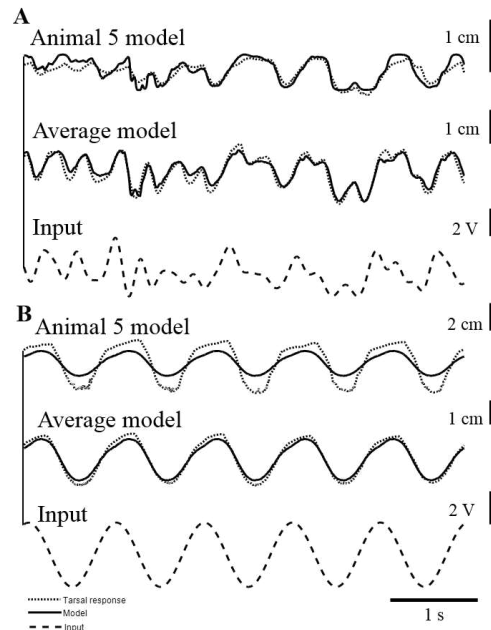 A
Animal 5 model
1 cm
Average model
1 cm
Input
2 V
B
Animal 5 model
2 cm
Average model
1 cm
Input
2 V
Tarsal response
Model
Input
1 s